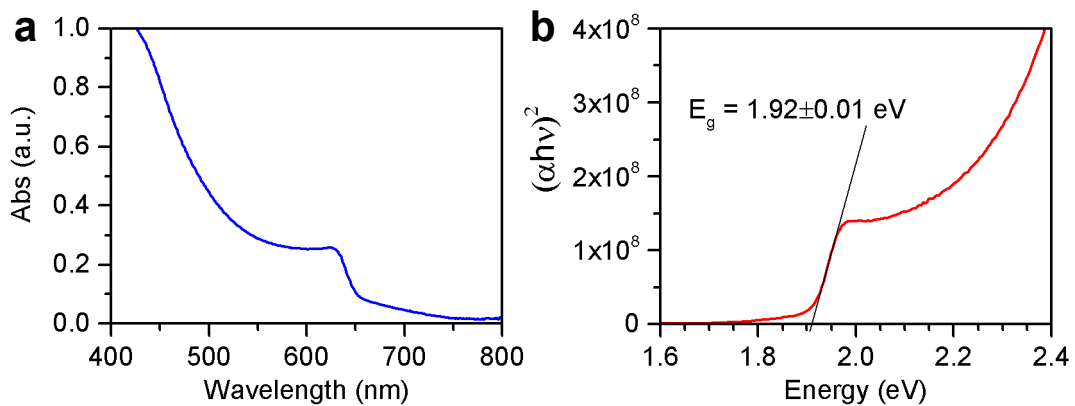 a
Abs (a.u.)
1.0
0.8
0.6
0.4
0.2
0.0
400 500 600 700 800
Wavelength (nm)
b
(αhν)²
4x10⁸
3x10⁸
2x10⁸
1x10⁸
0
E_g = 1.92±0.01 eV
1.6 1.8 2.0 2.2 2.4
Energy (eV)